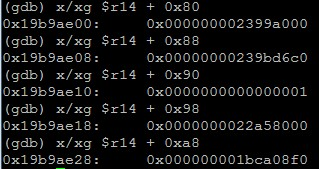 (gdb) x/xg $r14 + 0x80
0x19b9ae00:     0x000000002399a000
(gdb) x/xg $r14 + 0x88
0x19b9ae08:     0x00000000239bd6c0
(gdb) x/xg $r14 + 0x90
0x19b9ae10:     0x0000000000000001
(gdb) x/xg $r14 + 0x98
0x19b9ae18:     0x0000000022a58000
(gdb) x/xg $r14 + 0xa8
0x19b9ae28:     0x000000001bca08f0